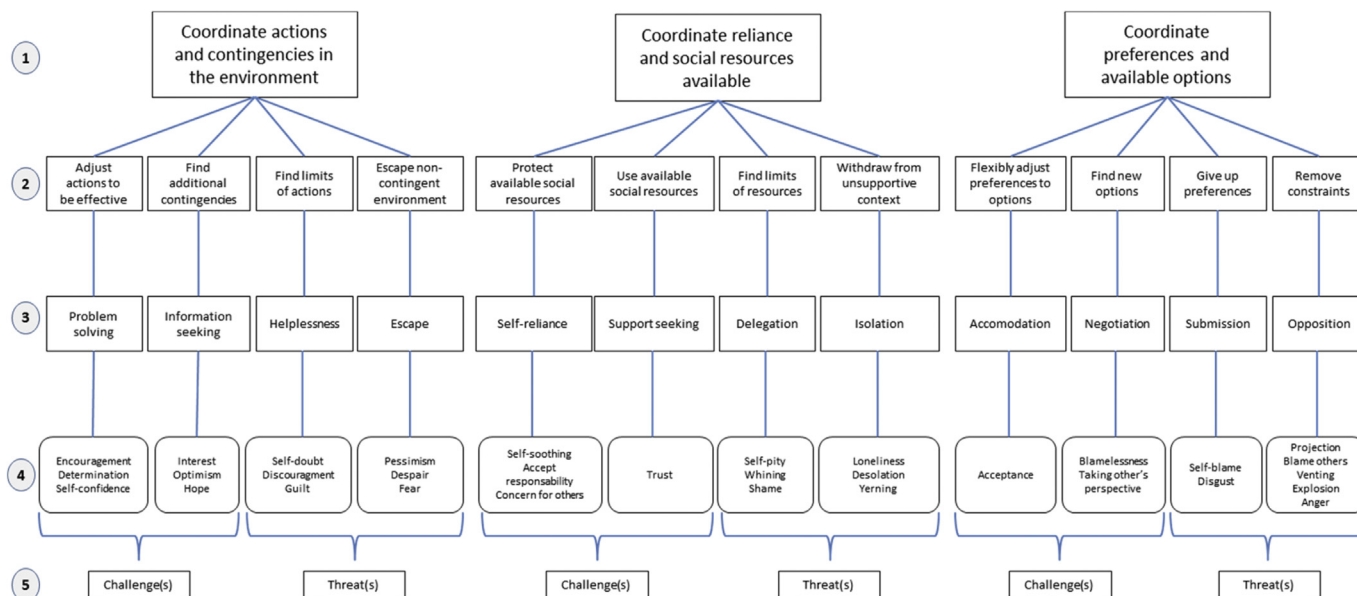 1
Coordinate actions
and contingencies in
the environment
Coordinate reliance
and social resources
available
Coordinate
preferences and
available options
2
Adjust
actions to
be effective
Find
additional
contingencies
Find limits
of actions
Escape non-
contingent
environment
Protect
available social
resources
Use available
social resources
Find limits
of resources
Withdraw from
unsupportive
context
Flexibly adjust
preferences to
options
Find new
options
Give up
preferences
Remove
constraints
3
Problem
solving
Information
seeking
Helplessness
Escape
Self-reliance
Support seeking
Delegation
Isolation
Accomodation
Negotiation
Submission
Opposition
4
Encouragement
Determination
Self-confidence
Interest
Optimism
Hope
Self-doubt
Discouragment
Guilt
Pessimism
Despair
Fear
Self-soothing
Accept
responsability
Concern for others
Trust
Self-pity
Whining
Shame
Loneliness
Desolation
Yerning
Acceptance
Blamelessness
Taking other's
perspective
Self-blame
Disgust
Projection
Blame others
Venting
Explosion
Anger
5
Challenge(s)
Threat(s)
Challenge(s)
Threat(s)
Challenge(s)
Threat(s)